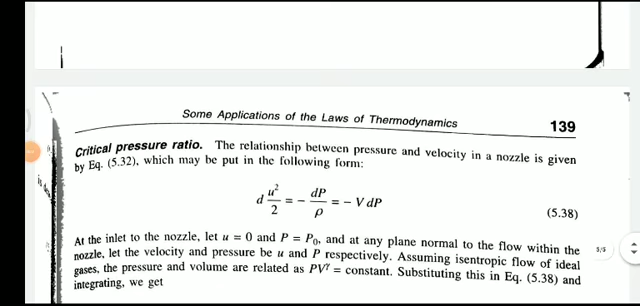 Some Applications of the Laws of Thermodynamics 139
Critical pressure ratio. The relationship between pressure and velocity in a nozzle is given
by Eq. (5.32), which may be put in the following form:
d u²/2 = − dP/ρ = − V dP (5.38)
At the inlet to the nozzle, let u = 0 and P = P₀, and at any plane normal to the flow within the
nozzle, let the velocity and pressure be u and P respectively. Assuming isentropic flow of ideal
gases, the pressure and volume are related as PVᵞ = constant. Substituting this in Eq. (5.38) and
integrating, we get
5/5